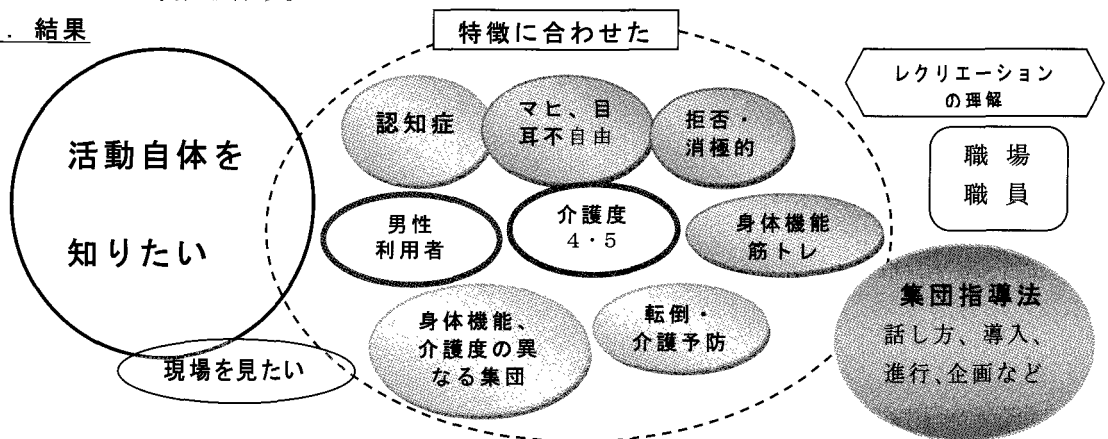 . 結果
特徴に合わせた
活動自体を
知りたい
現場を見たい
認知症
マヒ、目
耳不自由
拒否・
消極的
男性
利用者
介護度
4・5
身体機能
筋トレ
身体機能、
介護度の異
なる集団
転倒・
介護予防
レクリエーション
の理解
職 場
職 員
集団指導法
話し方、導入、
進行、企画など